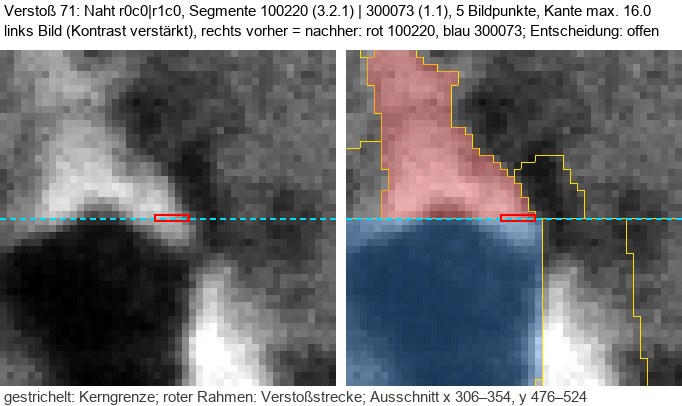 Verstoß 71: Naht r0c0|r1c0, Segmente 100220 (3.2.1) | 300073 (1.1), 5 Bildpunkte, Kante max. 16.0
links Bild (Kontrast verstärkt), rechts vorher = nachher: rot 100220, blau 300073; Entscheidung: offen
gestrichelt: Kerngrenze; roter Rahmen: Verstoßstrecke; Ausschnitt x 306–354, y 476–524